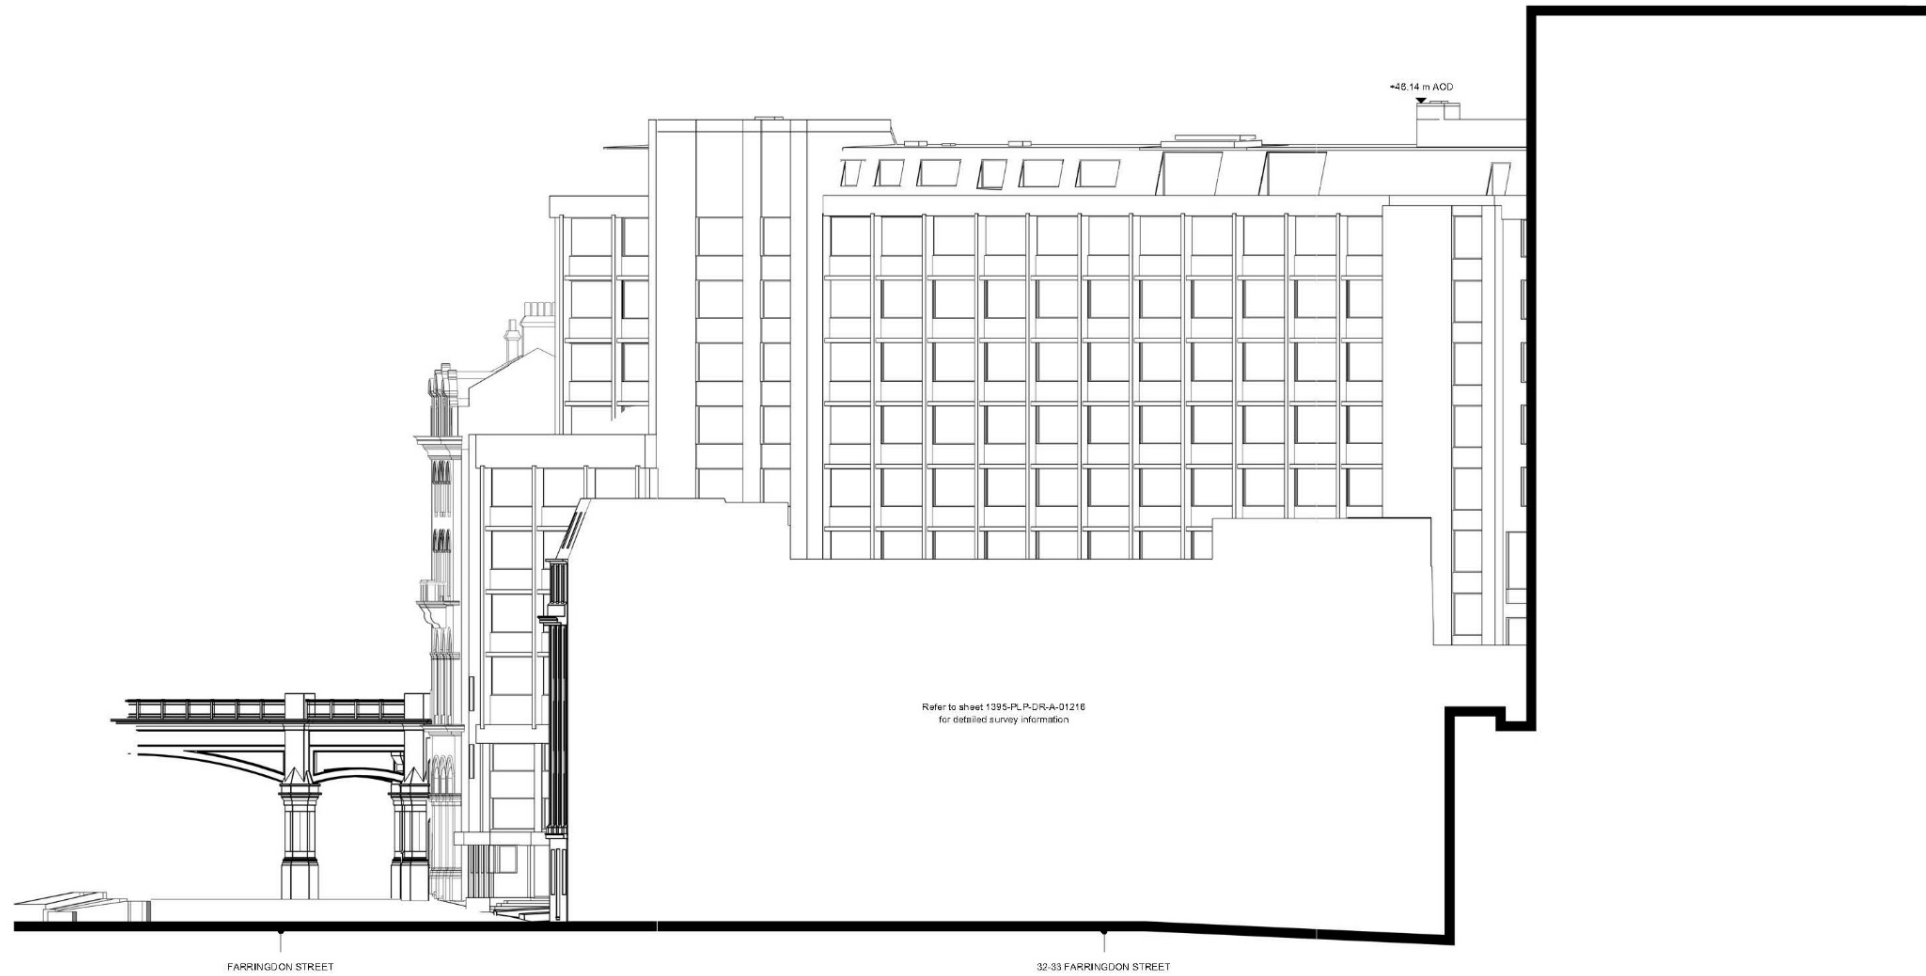 +46.14 m AOD
Refer to sheet 1395-PLP-DR-A-01216
for detailed survey information
FARRINGDON STREET
32-33 FARRINGDON STREET